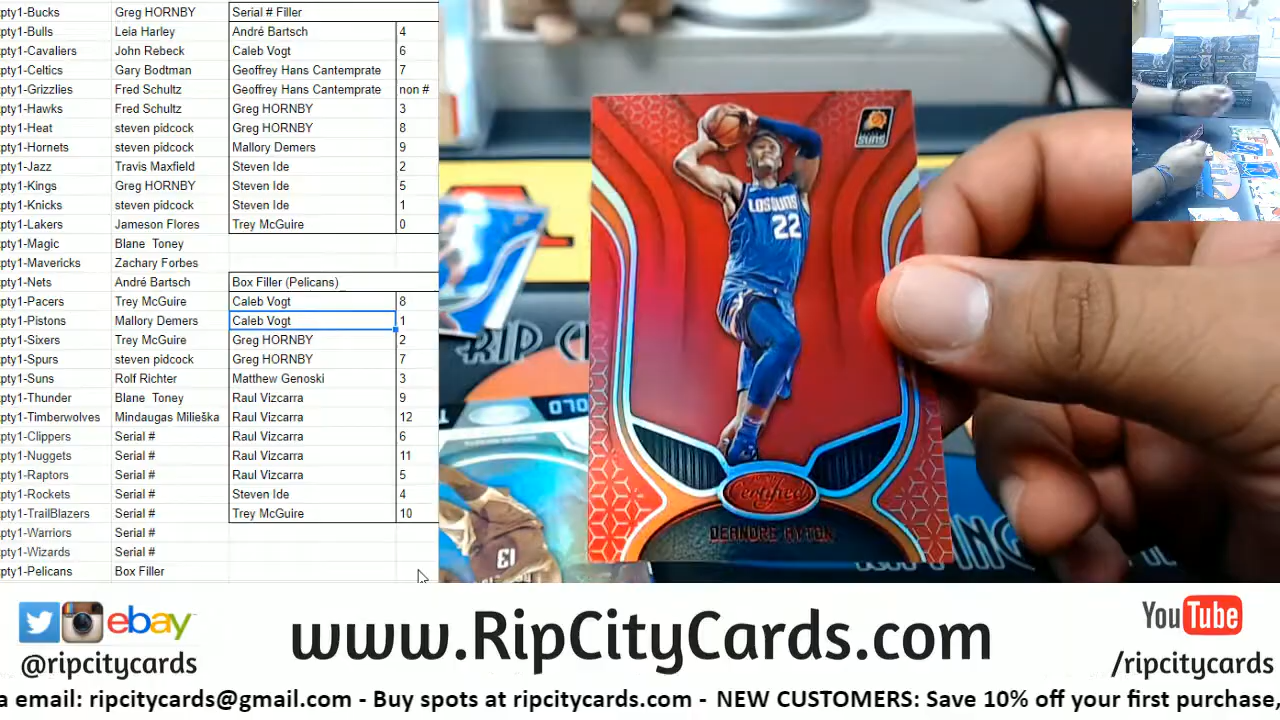 pty1-Bucks Greg HORNBY Serial # Filler
pty1-Bulls Leia Harley André Bartsch 4
pty1-Cavaliers John Rebeck Caleb Vogt 6
pty1-Celtics Gary Bodtman Geoffrey Hans Cantemprate 7
pty1-Grizzlies Fred Schultz Geoffrey Hans Cantemprate non #
pty1-Hawks Fred Schultz Greg HORNBY 3
pty1-Heat steven pidcock Greg HORNBY 8
pty1-Hornets steven pidcock Mallory Demers 9
pty1-Jazz Travis Maxfield Steven Ide 2
pty1-Kings Greg HORNBY Steven Ide 5
pty1-Knicks steven pidcock Steven Ide 1
pty1-Lakers Jameson Flores Trey McGuire 0
pty1-Magic Blane Toney
pty1-Mavericks Zachary Forbes
pty1-Nets André Bartsch Box Filler (Pelicans)
pty1-Pacers Trey McGuire Caleb Vogt 8
pty1-Pistons Mallory Demers Caleb Vogt 1
pty1-Sixers Trey McGuire Greg HORNBY 2
pty1-Spurs steven pidcock Greg HORNBY 7
pty1-Suns Rolf Richter Matthew Genoski 3
pty1-Thunder Blane Toney Raul Vizcarra 9
pty1-Timberwolves Mindaugas Milieška Raul Vizcarra 12
pty1-Clippers Serial # Raul Vizcarra 6
pty1-Nuggets Serial # Raul Vizcarra 11
pty1-Raptors Serial # Raul Vizcarra 5
pty1-Rockets Serial # Steven Ide 4
pty1-TrailBlazers Serial # Trey McGuire 10
pty1-Warriors Serial #
pty1-Wizards Serial #
pty1-Pelicans Box Filler
SUNS
LOS SUNS
22
Certified
DEANDRE AYTON
RIP CI
13
ebay
@ripcitycards
www.RipCityCards.com
YouTube
/ripcitycards
a email: ripcitycards@gmail.com - Buy spots at ripcitycards.com - NEW CUSTOMERS: Save 10% off your first purchase,